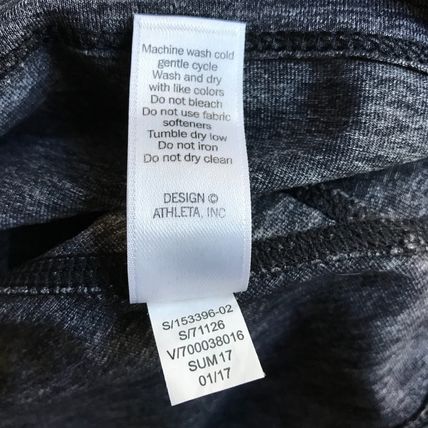 Machine wash cold
gentle cycle
Wash and dry
with like colors
Do not bleach
Do not use fabric
softeners
Tumble dry low
Do not iron
Do not dry clean
DESIGN ©
ATHLETA, INC
S/153396-02
S/71126
V/700038016
SUM 17
01/17